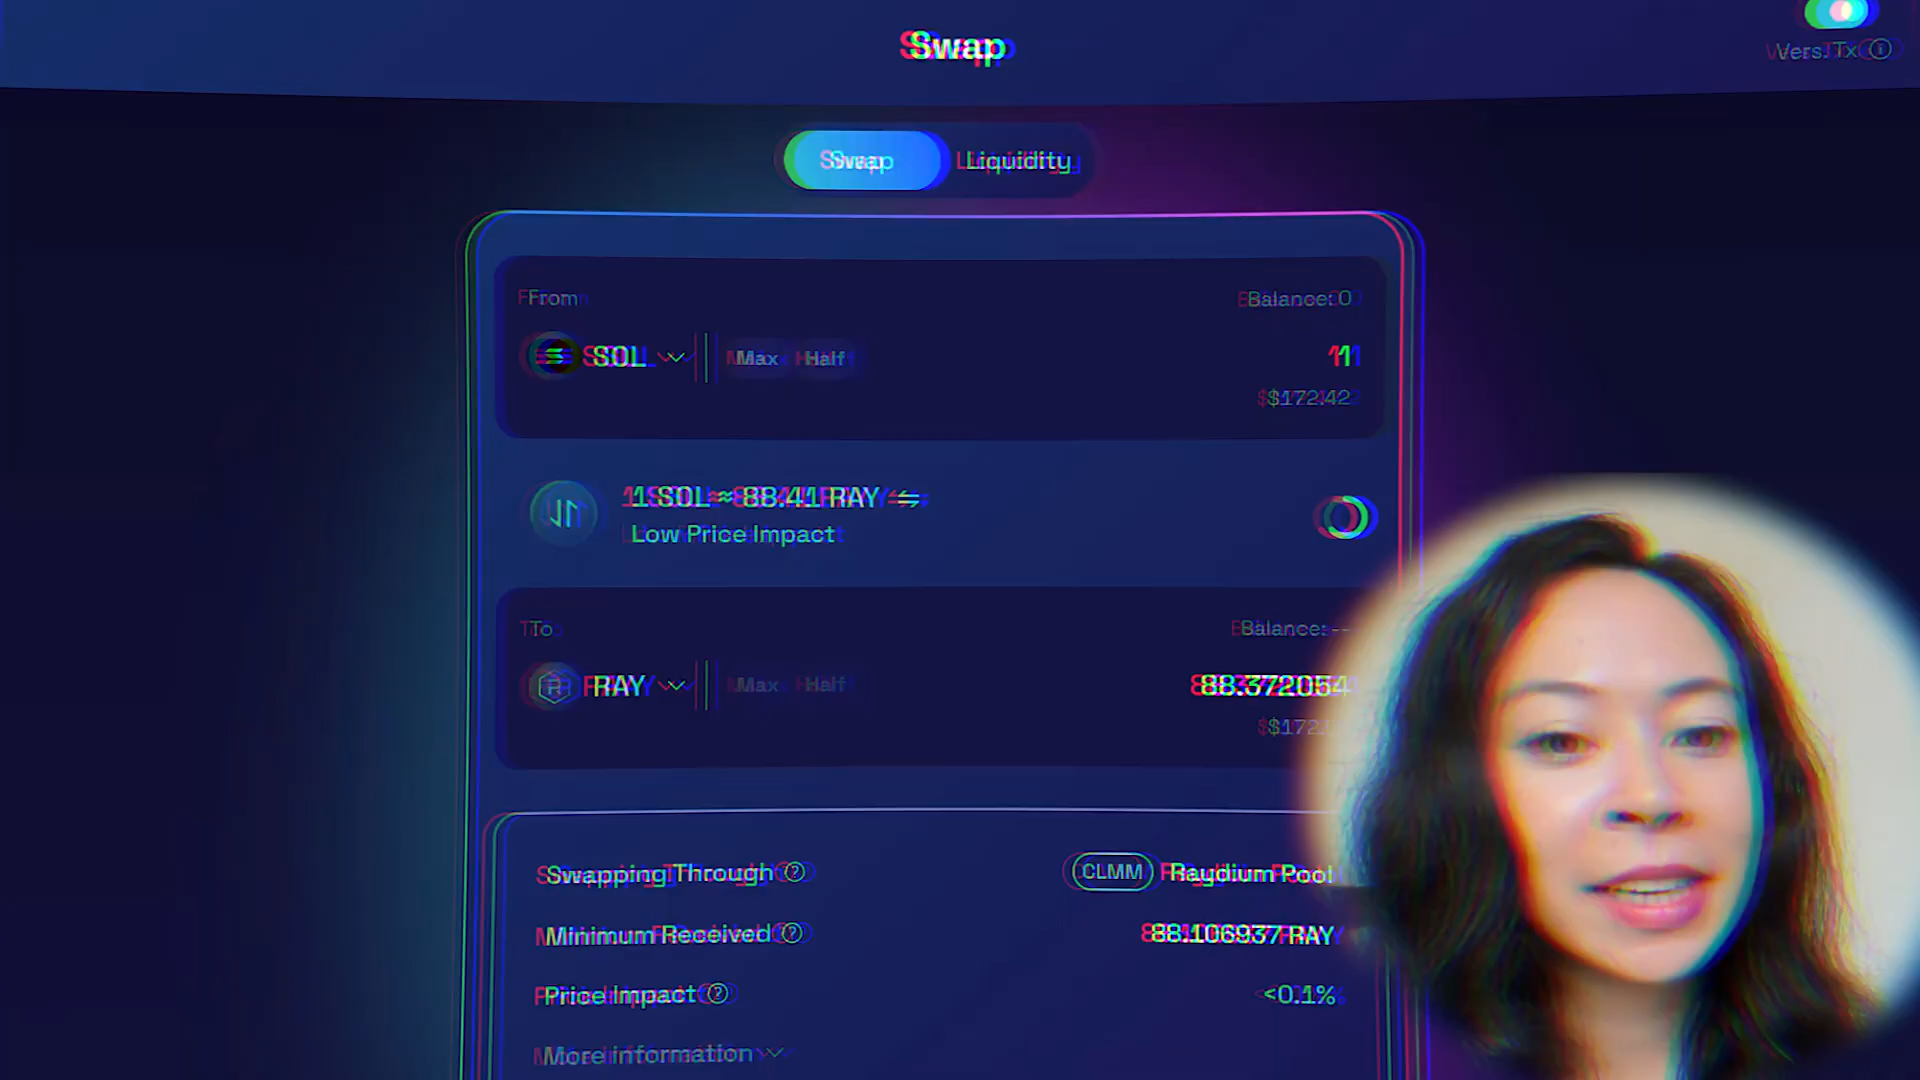 Swap
Vers. Tx
Swap Liquidity
From Balance: 0
SOL Max Half 1
$172.42
1 SOL ≈ 88.41 RAY
Low Price Impact
To Balance: --
RAY Max Half 88.372054
$172.
Swapping Through CLMM Raydium Pool
Minimum Received 88.106937 RAY
Price Impact <0.1%
More information